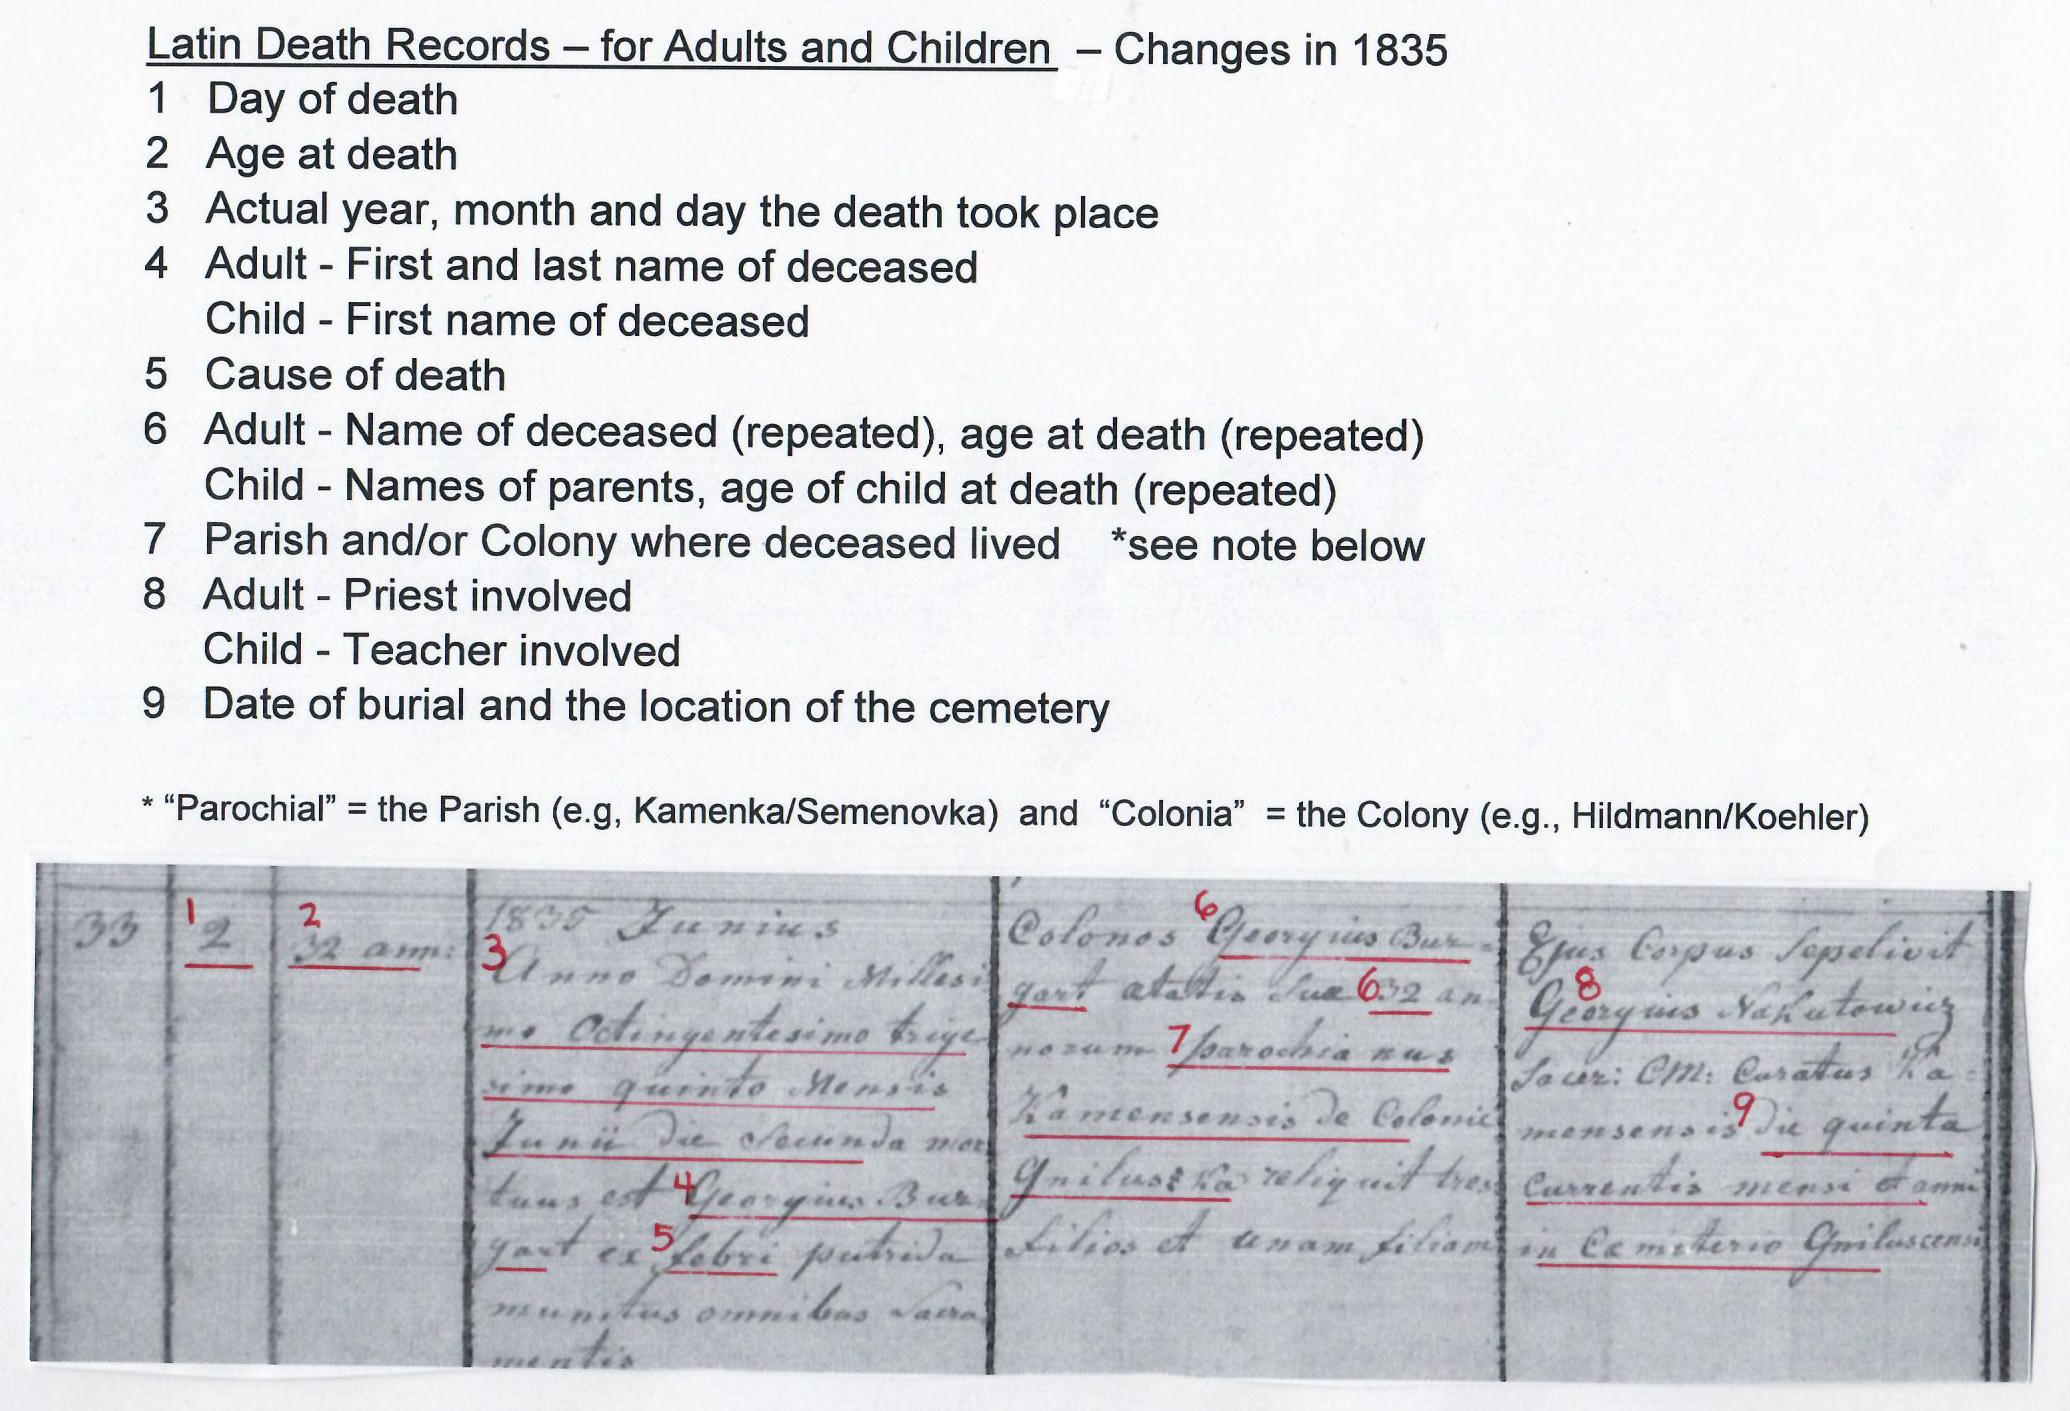 Latin Death Records – for Adults and Children – Changes in 1835
1 Day of death
2 Age at death
3 Actual year, month and day the death took place
4 Adult - First and last name of deceased
Child - First name of deceased
5 Cause of death
6 Adult - Name of deceased (repeated), age at death (repeated)
Child - Names of parents, age of child at death (repeated)
7 Parish and/or Colony where deceased lived *see note below
8 Adult - Priest involved
Child - Teacher involved
9 Date of burial and the location of the cemetery
* “Parochial” = the Parish (e.g, Kamenka/Semenovka) and “Colonia” = the Colony (e.g., Hildmann/Koehler)
33
1
2
2
32 ann:
1835 Junius
3 Anno Domini Millesi
mo Octingentesimo trige
simo quinto Mensis
Junii die Secunda mor
tuus est 4 Georgius Bur-
gart ex 5 febri putrida
munitus omnibus Sacra
mentis
6
Colonos Georgius Bur-
gart atatis Sua 6 32 an
norum 7 parochia nus
Kamensensis de Colonie
Gniluska reliquit tres
filios et unam filiam
Ejus Corpus Sepelivit
8
Georgius Nakutowicz
Sacer: CM: Curatus Ka-
mensensis 9 die quinta
Currentis mensi et anni
in Cemiterio Gniluscensi